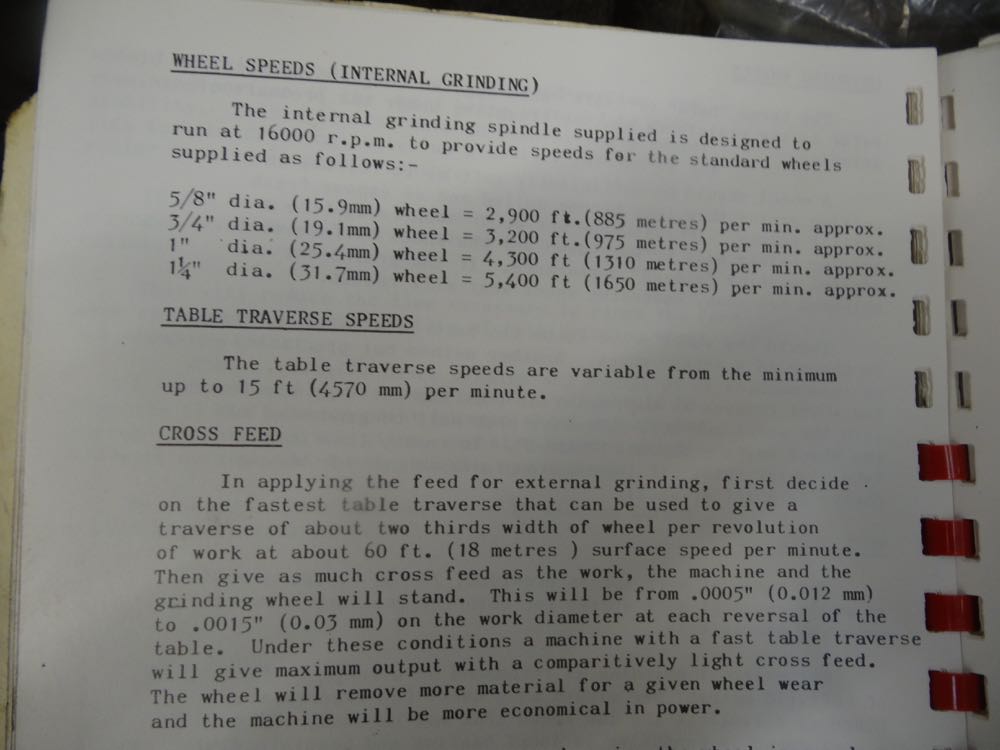 WHEEL SPEEDS (INTERNAL GRINDING)
The internal grinding spindle supplied is designed to
run at 16000 r.p.m. to provide speeds for the standard wheels
supplied as follows:-
5/8" dia. (15.9mm) wheel = 2,900 ft.(885 metres) per min. approx.
3/4" dia. (19.1mm) wheel = 3,200 ft.(975 metres) per min. approx.
1" dia. (25.4mm) wheel = 4,300 ft (1310 metres) per min. approx.
1¼" dia. (31.7mm) wheel = 5,400 ft (1650 metres) per min. approx.
TABLE TRAVERSE SPEEDS
The table traverse speeds are variable from the minimum
up to 15 ft (4570 mm) per minute.
CROSS FEED
In applying the feed for external grinding, first decide
on the fastest table traverse that can be used to give a
traverse of about two thirds width of wheel per revolution
of work at about 60 ft. (18 metres ) surface speed per minute.
Then give as much cross feed as the work, the machine and the
grinding wheel will stand. This will be from .0005" (0.012 mm)
to .0015" (0.03 mm) on the work diameter at each reversal of the
table. Under these conditions a machine with a fast table traverse
will give maximum output with a comparitively light cross feed.
The wheel will remove more material for a given wheel wear
and the machine will be more economical in power.